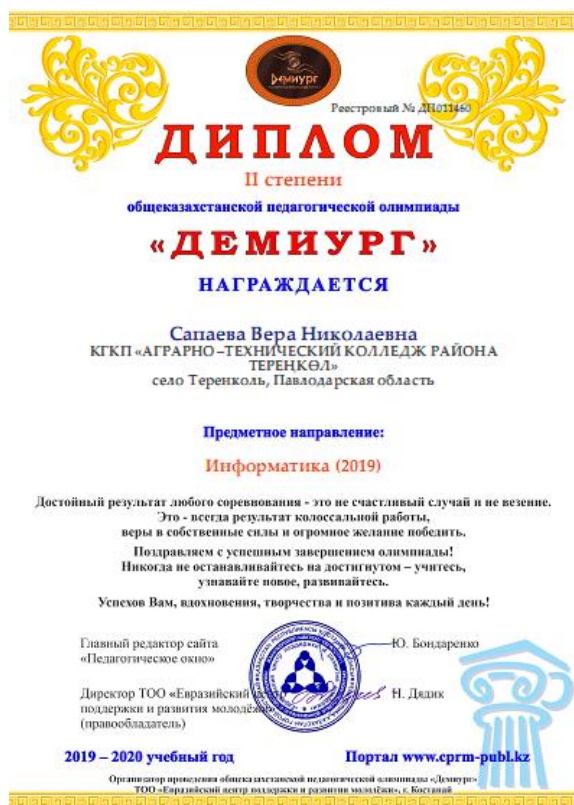 Демиург
Реестровый № ДП011460
ДИПЛОМ
II степени
общеказахстанской педагогической олимпиады
«ДЕМИУРГ»
НАГРАЖДАЕТСЯ
Сапаева Вера Николаевна
КГКП «АГРАРНО –ТЕХНИЧЕСКИЙ КОЛЛЕДЖ РАЙОНА
ТЕРЕҢКӨЛ»
село Теренколь, Павлодарская область
Предметное направление:
Информатика (2019)
Достойный результат любого соревнования - это не счастливый случай и не везение.
Это - всегда результат колоссальной работы,
веры в собственные силы и огромное желание победить.
Поздравляем с успешным завершением олимпиады!
Никогда не останавливайтесь на достигнутом – учитесь,
узнавайте новое, развивайтесь.
Успехов Вам, вдохновения, творчества и позитива каждый день!
Главный редактор сайта
«Педагогическое окно»
Ю. Бондаренко
Директор ТОО «Евразийский центр
поддержки и развития молодёжи»
(правообладатель)
Н. Дядик
2019 – 2020 учебный год
Портал www.cprm-publ.kz
Организатор проведения общеказахстанской педагогической олимпиады «Демиург»
ТОО «Евразийский центр поддержки и развития молодёжи», г. Костанай